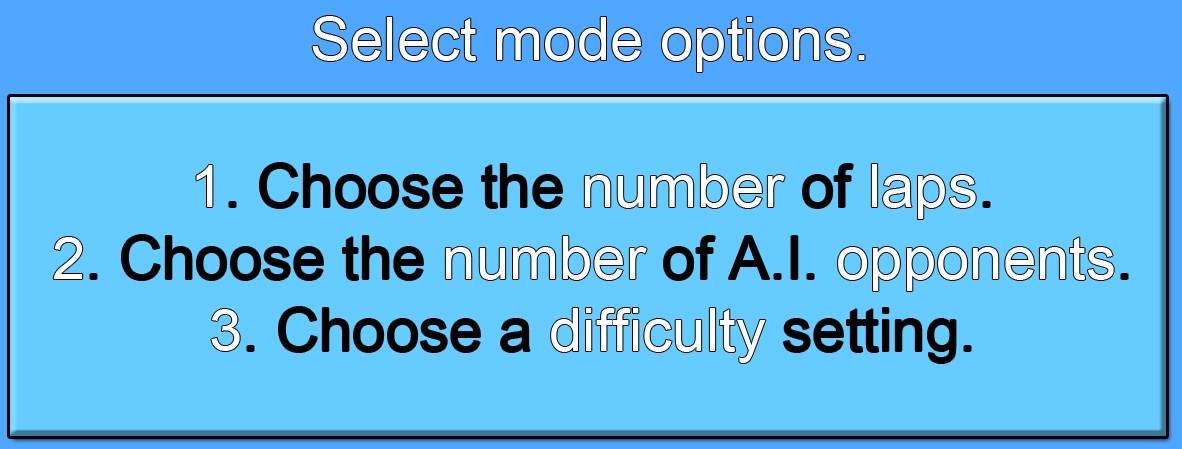 Select mode options.
1. Choose the number of laps.
2. Choose the number of A.I. opponents.
3. Choose a difficulty setting.